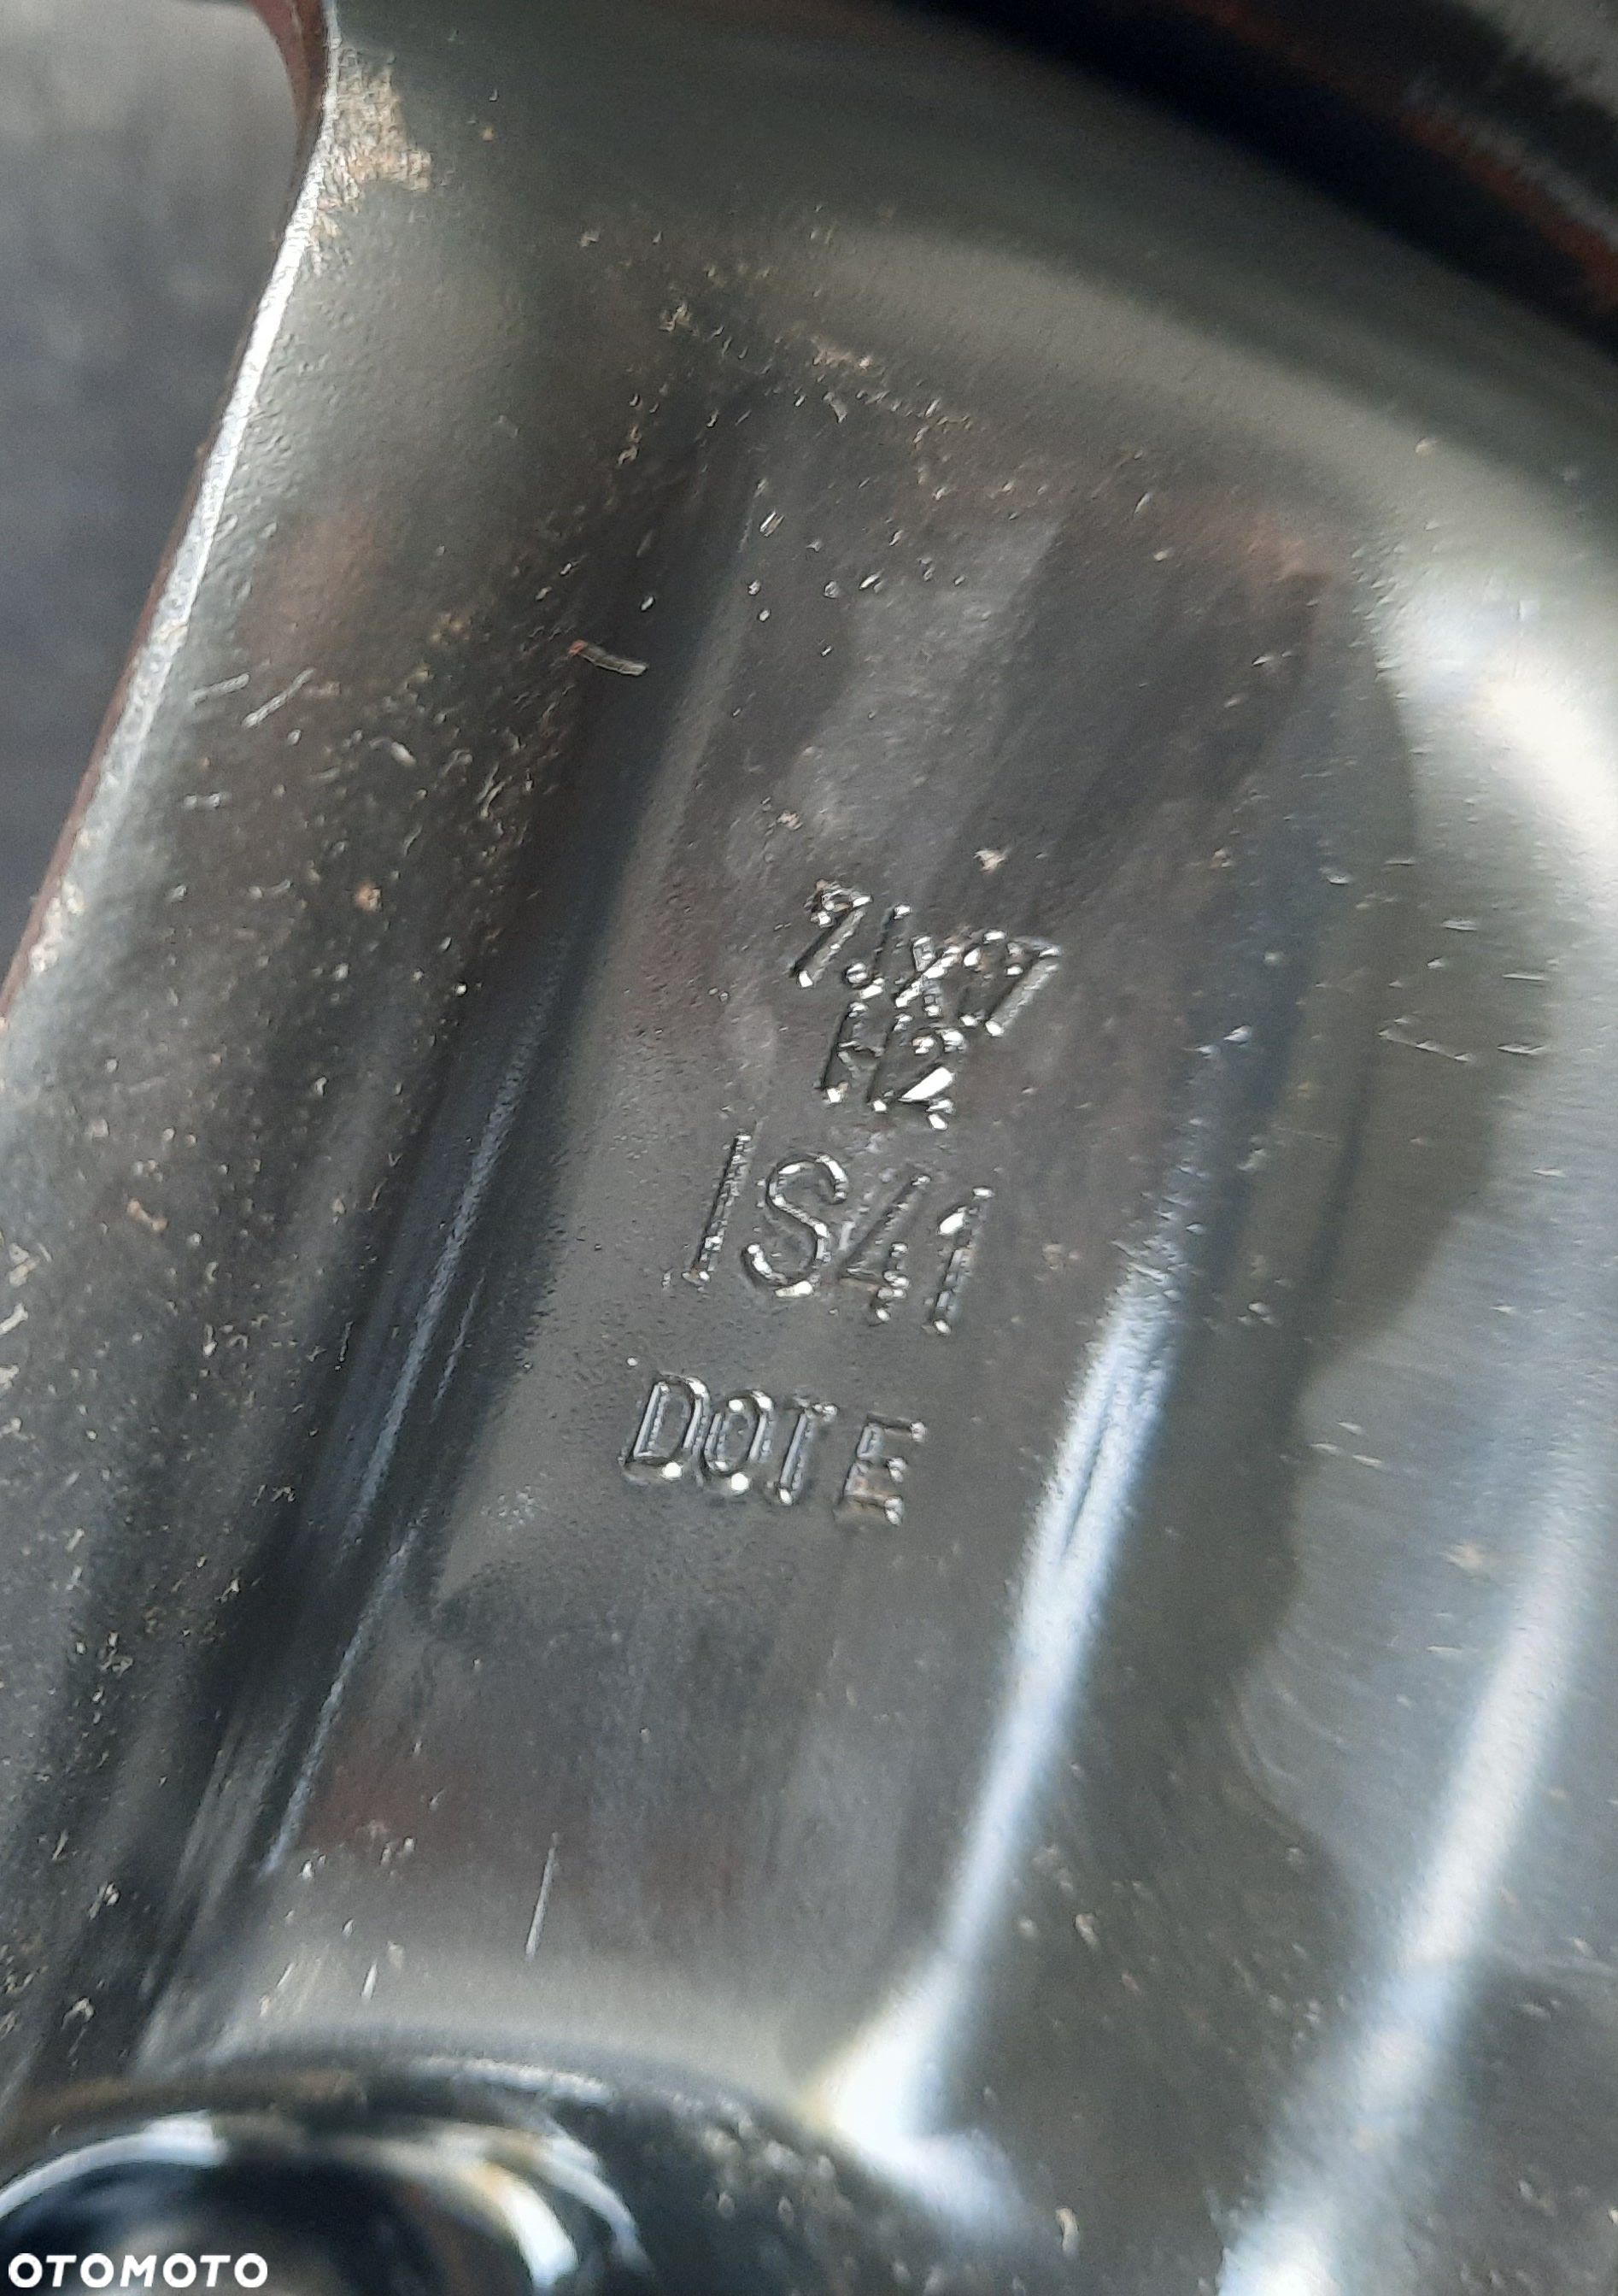 7JX17
H2
IS41
DOT E
OTOMOTO